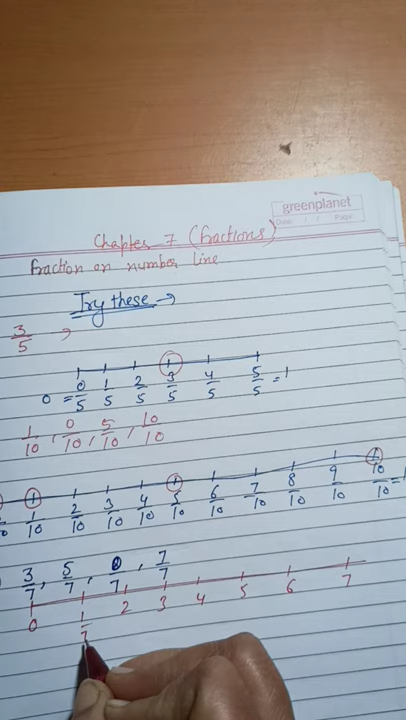 greenplanet
Date: / / Page:
Chapter 7 (fractions)
fraction on number line
Try these →
3/5 →
0 = 0/5 1/5 2/5 3/5 4/5 5/5 = 1
1/10, 0/10, 5/10, 10/10
1/10 2/10 3/10 4/10 5/10 6/10 7/10 8/10 9/10 10/10 = 1
3/7, 5/7, 0/7, 7/7
0 1/7 2 3 4 5 6 7